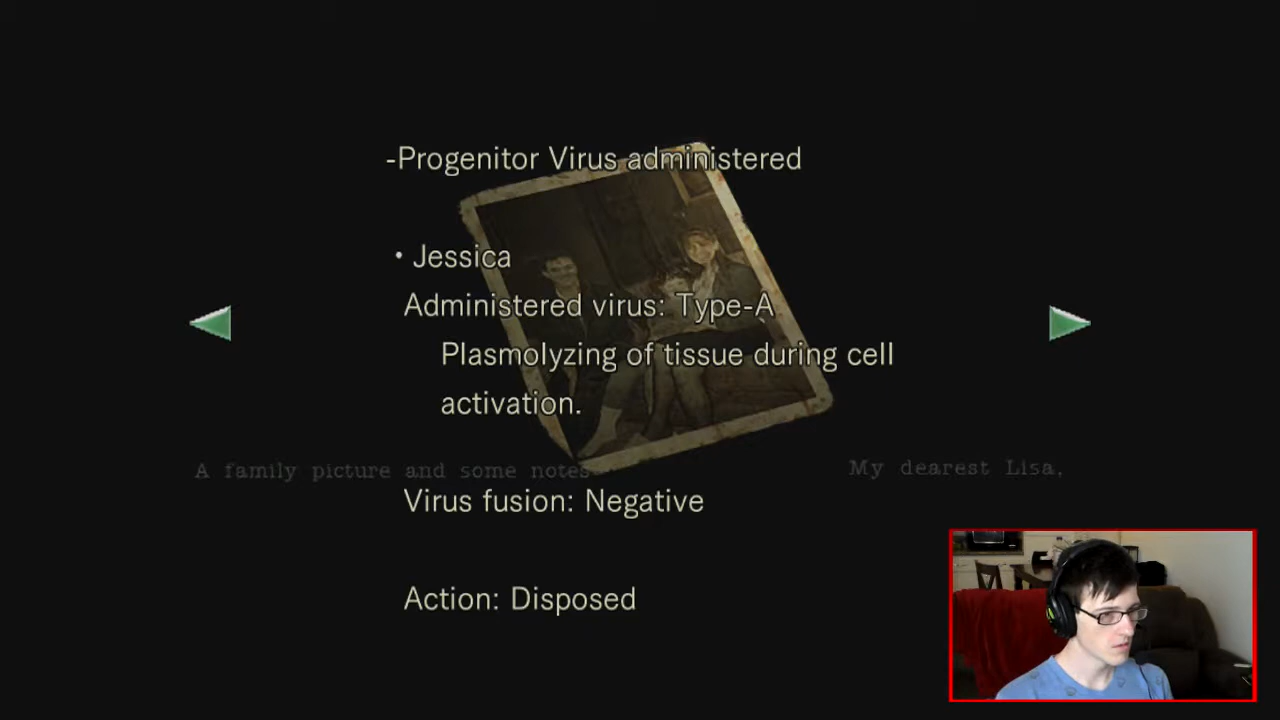 -Progenitor Virus administered
• Jessica
Administered virus: Type-A
Plasmolyzing of tissue during cell
activation.
A family picture and some notes
My dearest Lisa,
Virus fusion: Negative
Action: Disposed